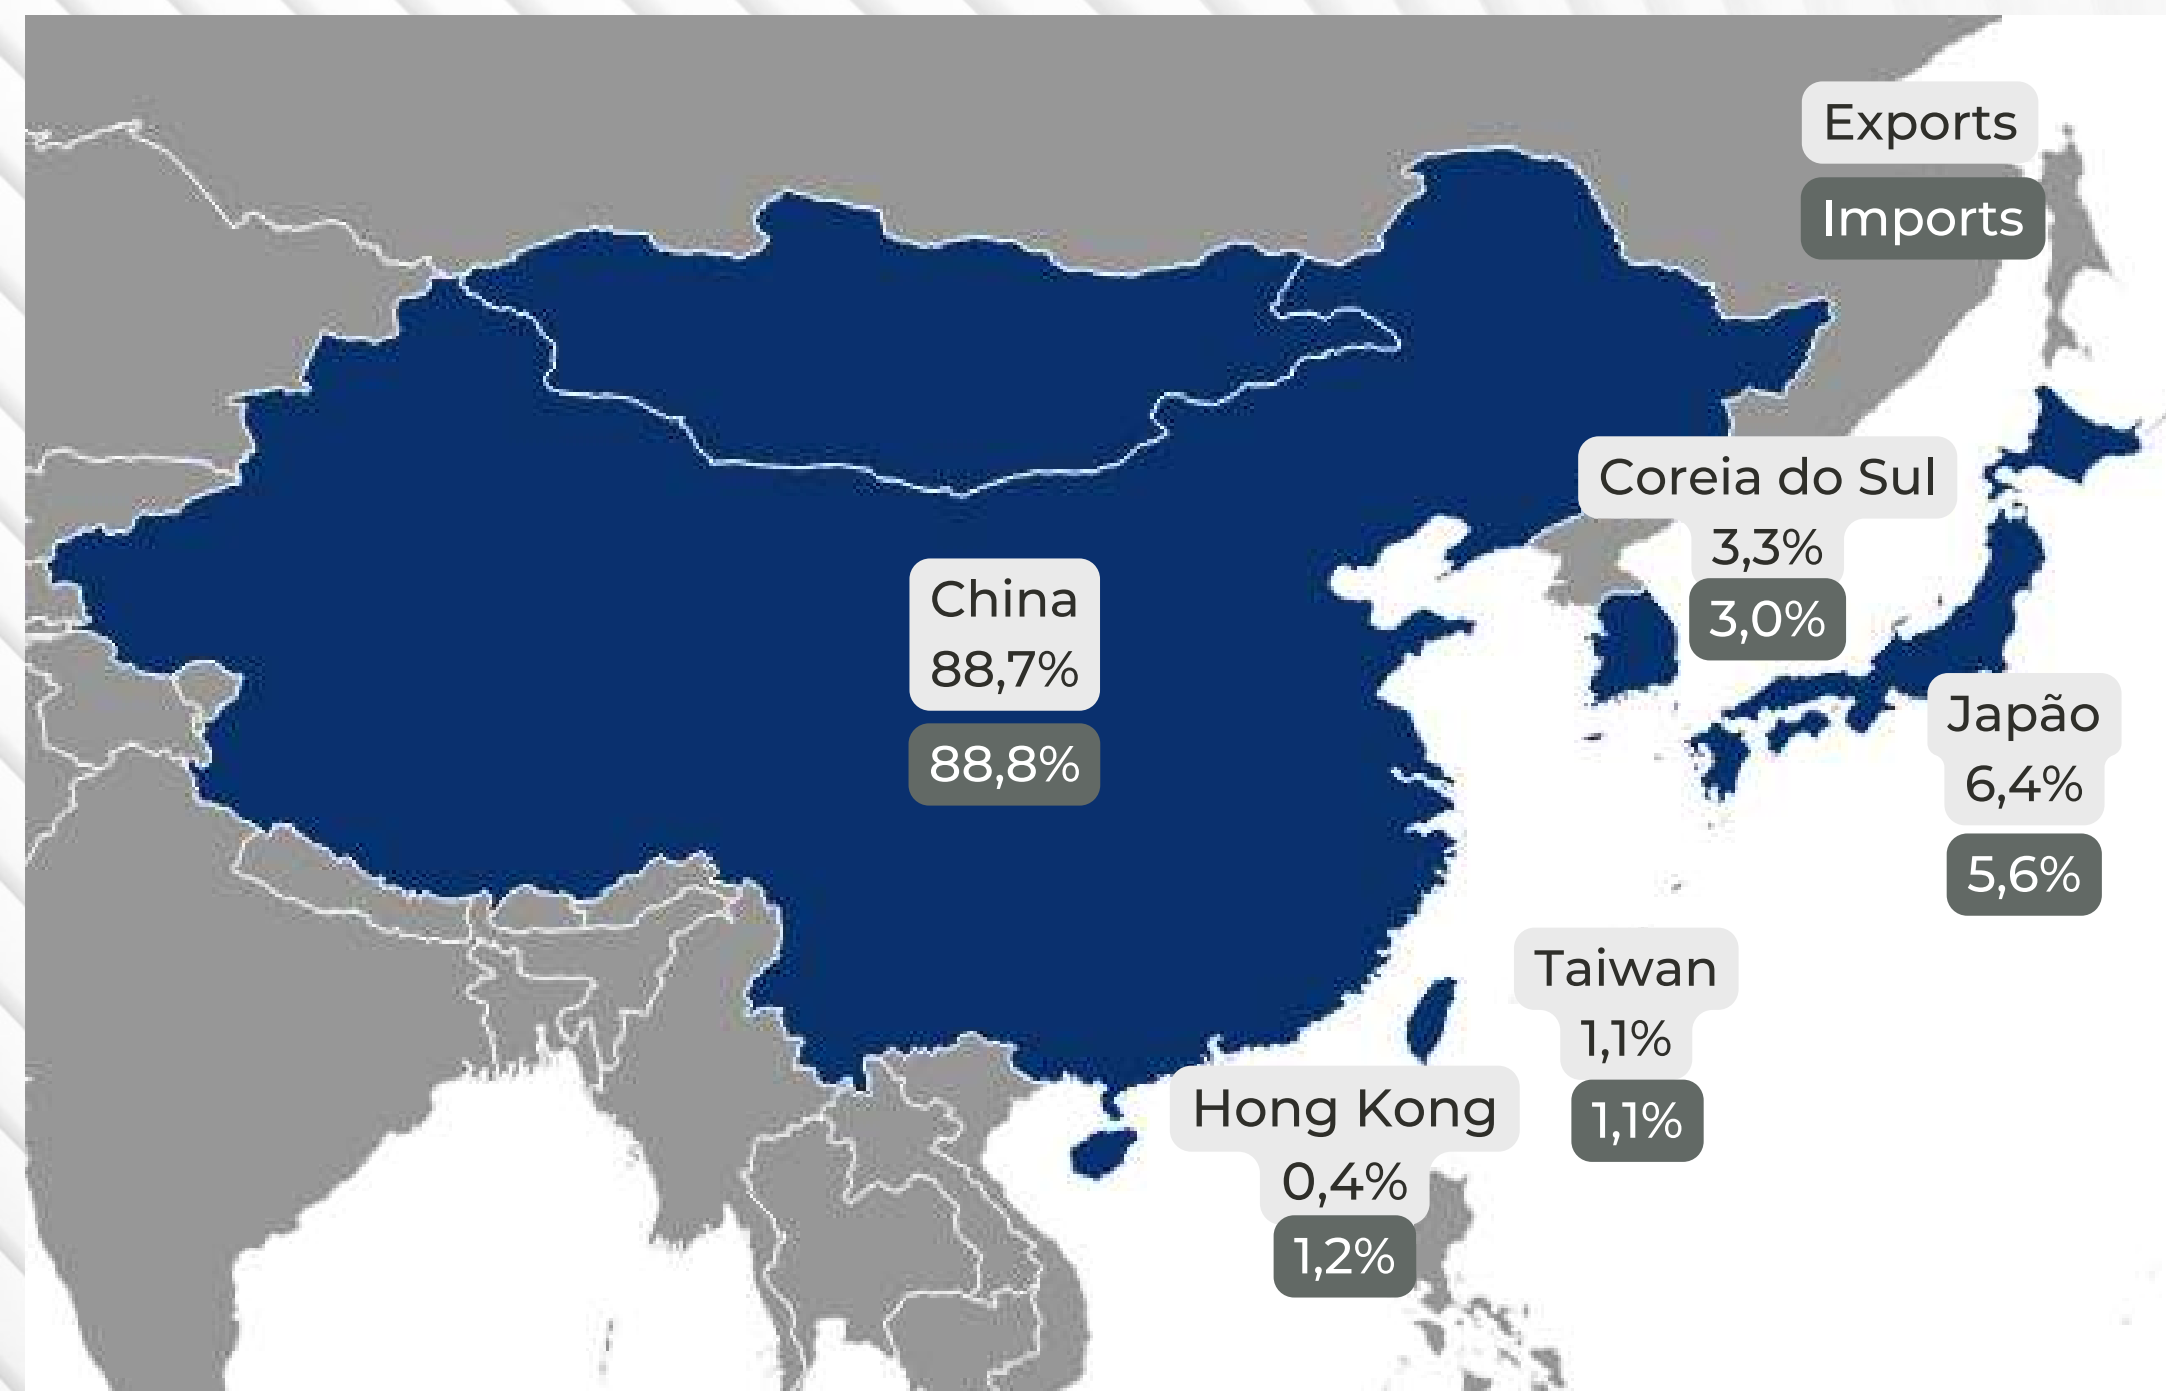 Exports
Imports
Coreia do Sul
3,3%
3,0%
China
88,7%
88,8%
Japão
6,4%
5,6%
Taiwan
1,1%
1,1%
Hong Kong
0,4%
1,2%